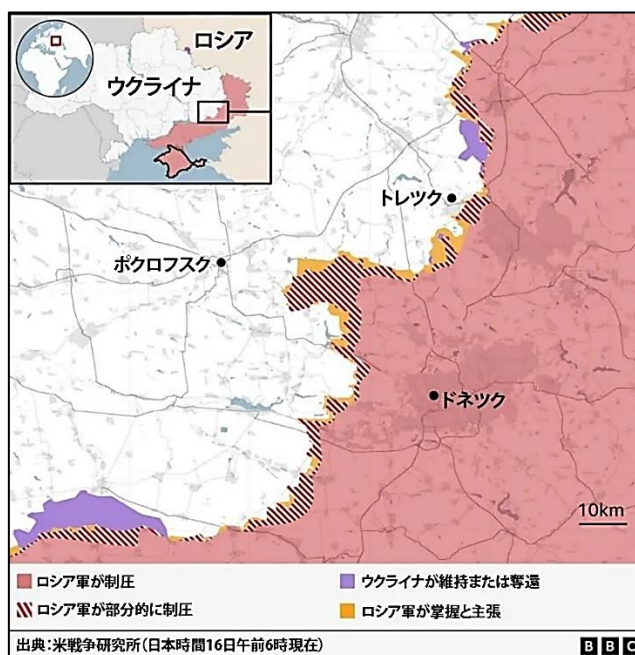 ロシア
ウクライナ
トレツク
ポクロフスク
ドネツク
10km
ロシア軍が制圧
ウクライナが維持または奪還
ロシア軍が部分的に制圧
ロシア軍が掌握と主張
出典：米戦争研究所（日本時間16日午前6時現在）
BBC